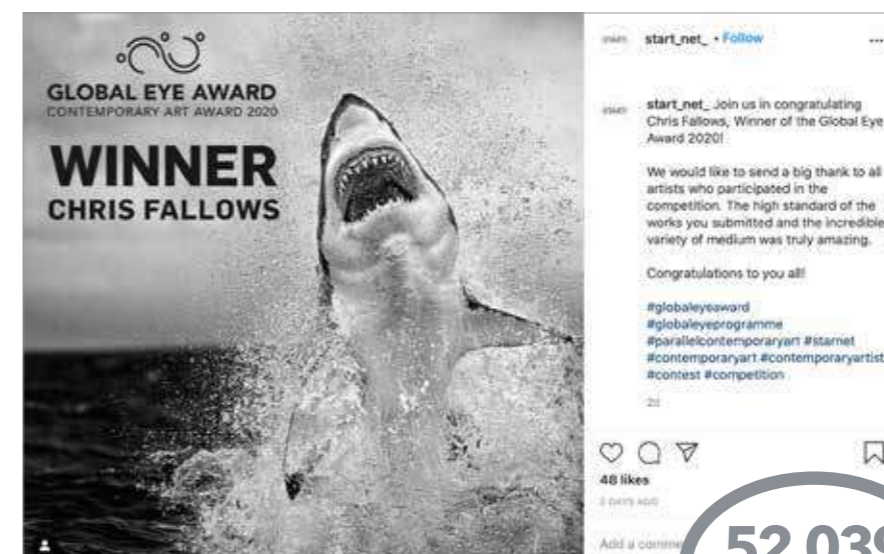 GLOBAL EYE AWARD
CONTEMPORARY ART AWARD 2020
WINNER
CHRIS FALLOWS
start_net_ • Follow
...
start_net_ Join us in congratulating
Chris Fallows, Winner of the Global Eye
Award 2020!
We would like to send a big thank to all
artists who participated in the
competition. The high standard of the
works you submitted and the incredible
variety of medium was truly amazing.
Congratulations to you all!
#globaleyeaward
#globaleyeprogramme
#parallelcontemporaryart #starnet
#contemporaryart #contemporaryartist
#contest #competition
2d
48 likes
2 DAYS AGO
Add a comme
52,039